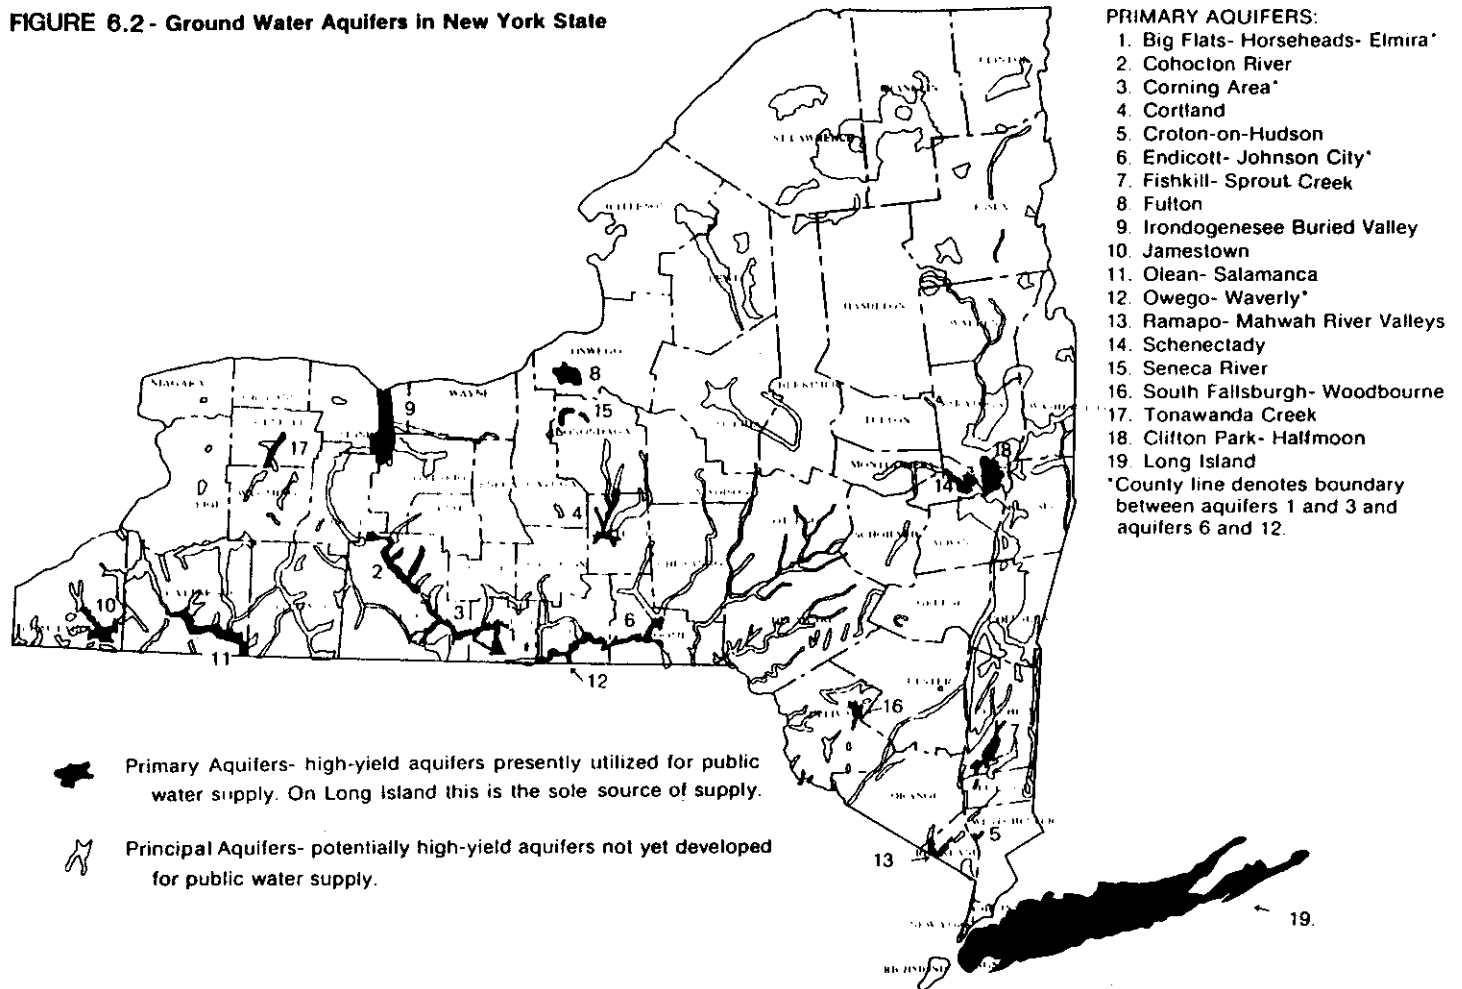 FIGURE 6.2 - Ground Water Aquifers in New York State
PRIMARY AQUIFERS:
1. Big Flats- Horseheads- Elmira*
2. Cohocton River
3. Corning Area*
4. Cortland
5. Croton-on-Hudson
6. Endicott- Johnson City*
7. Fishkill- Sprout Creek
8. Fulton
9. Irondogenesee Buried Valley
10. Jamestown
11. Olean- Salamanca
12. Owego- Waverly*
13. Ramapo- Mahwah River Valleys
14. Schenectady
15. Seneca River
16. South Fallsburgh- Woodbourne
17. Tonawanda Creek
18. Clifton Park- Halfmoon
19. Long Island
*County line denotes boundary
between aquifers 1 and 3 and
aquifers 6 and 12.
HAMILTON
OSWEGO
8
NIAGARA
WAYNE
9
15
17
18
14
4
2
10
3
6
11
12
ULSTER
16
7
ORANGE
5
13
19.
RICHMOND
Primary Aquifers- high-yield aquifers presently utilized for public
water supply. On Long Island this is the sole source of supply.
Principal Aquifers- potentially high-yield aquifers not yet developed
for public water supply.